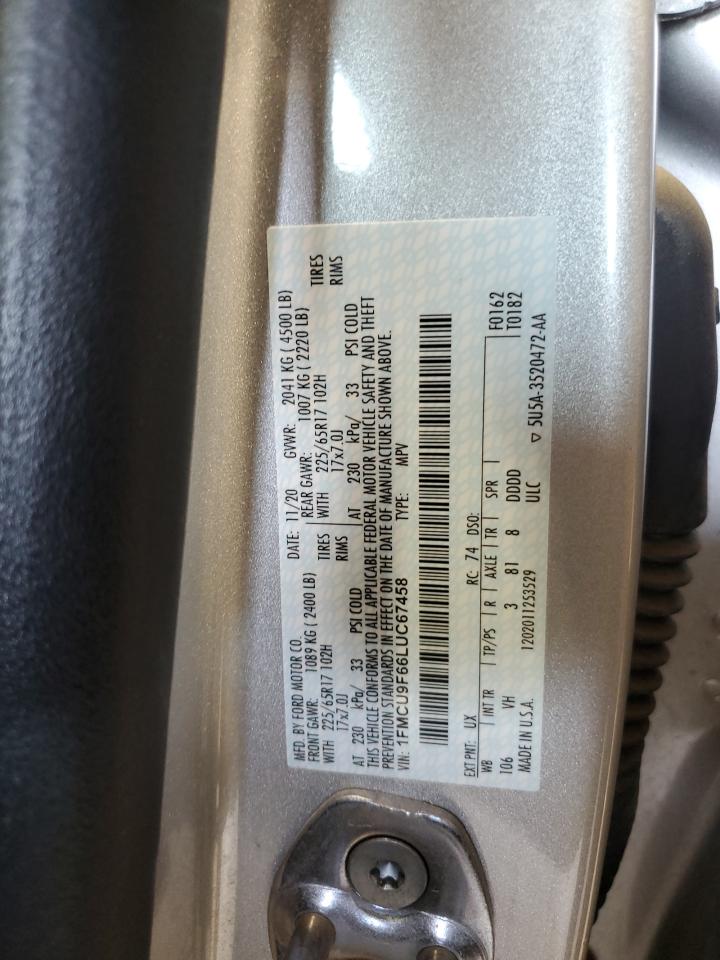 MFD. BY FORD MOTOR CO.
DATE: 11/20 GVWR: 2041 KG ( 4500 LB)
FRONT GAWR: 1089 KG ( 2400 LB) REAR GAWR: 1007 KG ( 2220 LB)
WITH 225/65R17 102H TIRES WITH 225/65R17 102H TIRES
17x7.0J RIMS 17x7.0J RIMS
AT 230 kPa/ 33 PSI COLD AT 230 kPa/ 33 PSI COLD
THIS VEHICLE CONFORMS TO ALL APPLICABLE FEDERAL MOTOR VEHICLE SAFETY AND THEFT
PREVENTION STANDARDS IN EFFECT ON THE DATE OF MANUFACTURE SHOWN ABOVE.
VIN: 1FMCU9F66LUC67458 TYPE: MPV
EXT PNT: UX RC: 74 DSO: F0162
WB INT TR TP/PS R AXLE TR SPR T0182
106 VH 3 81 8 DDDD
MADE IN U.S.A. 1202011253529 ULC 5U5A-3520472-AA